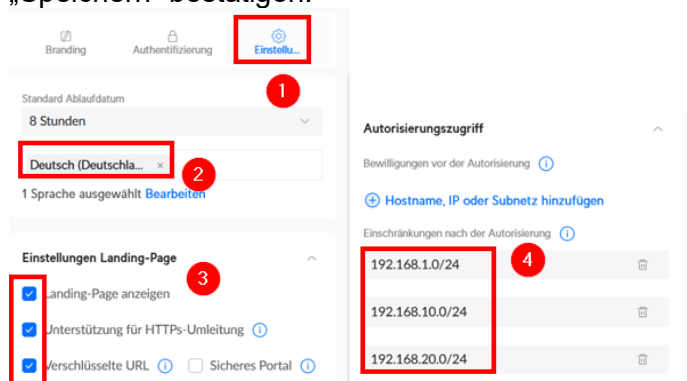 „Speichern“ bestätigen.
Branding
Authentifizierung
Einstellu...
1
Standard Ablaufdatum
8 Stunden
Deutsch (Deutschla... ×
2
1 Sprache ausgewählt Bearbeiten
Einstellungen Landing-Page
3
Landing-Page anzeigen
Unterstützung für HTTPs-Umleitung
Verschlüsselte URL
Sicheres Portal
Autorisierungszugriff
Bewilligungen vor der Autorisierung
Hostname, IP oder Subnetz hinzufügen
Einschränkungen nach der Autorisierung
192.168.1.0/24
4
192.168.10.0/24
192.168.20.0/24